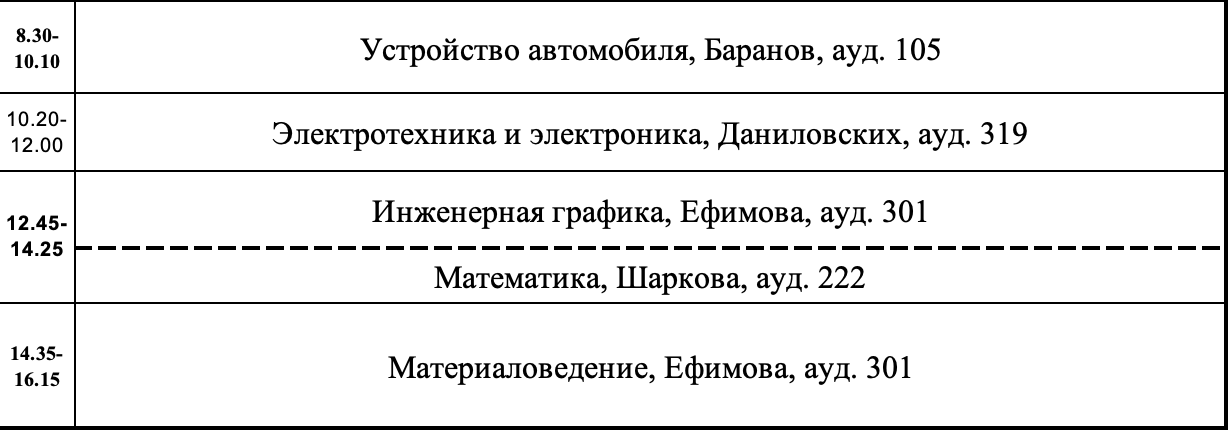 8.30-
10.10
Устройство автомобиля, Баранов, ауд. 105
10.20-
12.00
Электротехника и электроника, Даниловских, ауд. 319
12.45-
14.25
Инженерная графика, Ефимова, ауд. 301
Математика, Шаркова, ауд. 222
14.35-
16.15
Материаловедение, Ефимова, ауд. 301